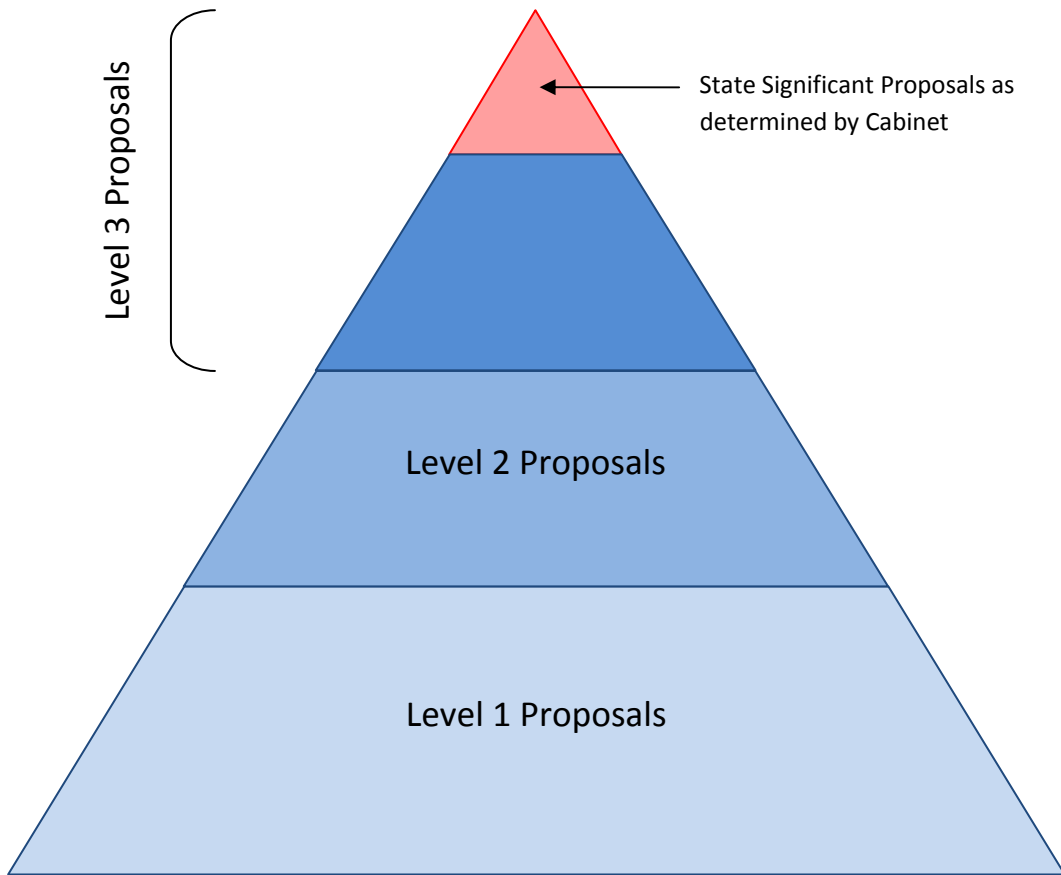 Level 3 Proposals
State Significant Proposals as
determined by Cabinet
Level 2 Proposals
Level 1 Proposals